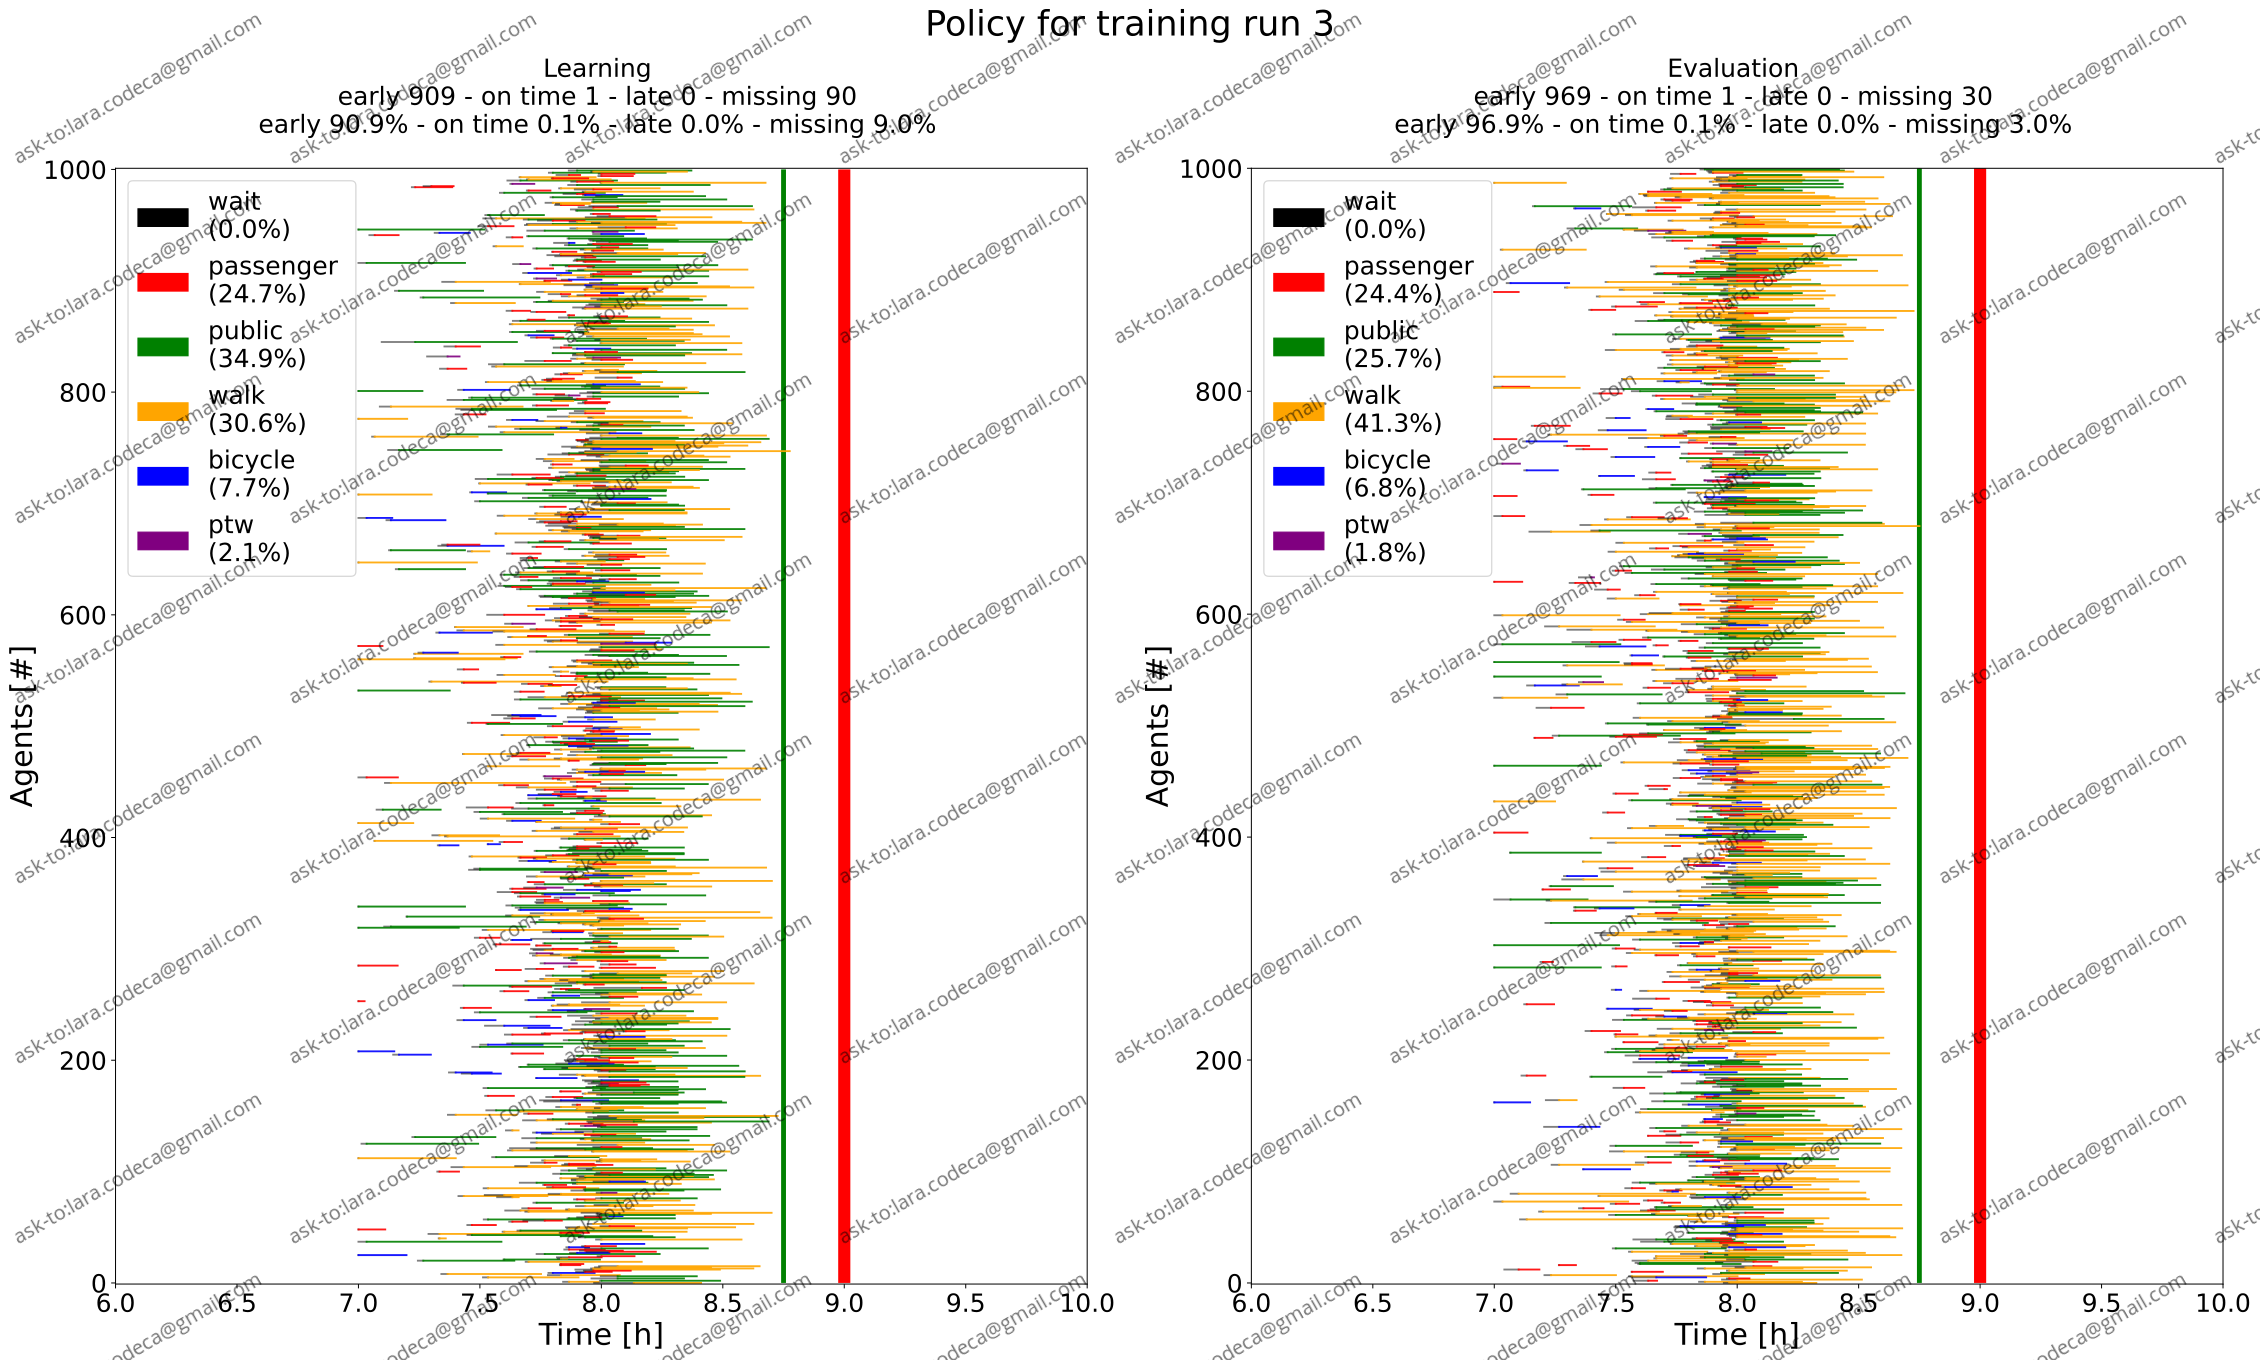 Policy for training run 3
Learning
early 909 - on time 1 - late 0 - missing 90
early 90.9% - on time 0.1% - late 0.0% - missing 9.0%
Agents [#]
1000
800
600
400
200
0
wait
(0.0%)
passenger
(24.7%)
public
(34.9%)
walk
(30.6%)
bicycle
(7.7%)
ptw
(2.1%)
6.0 6.5 7.0 7.5 8.0 8.5 9.0 9.5 10.0
Time [h]
Evaluation
early 969 - on time 1 - late 0 - missing 30
early 96.9% - on time 0.1% - late 0.0% - missing 3.0%
Agents [#]
1000
800
600
400
200
0
wait
(0.0%)
passenger
(24.4%)
public
(25.7%)
walk
(41.3%)
bicycle
(6.8%)
ptw
(1.8%)
6.0 6.5 7.0 7.5 8.0 8.5 9.0 9.5 10.0
Time [h]
ask-to:lara.codeca@gmail.com